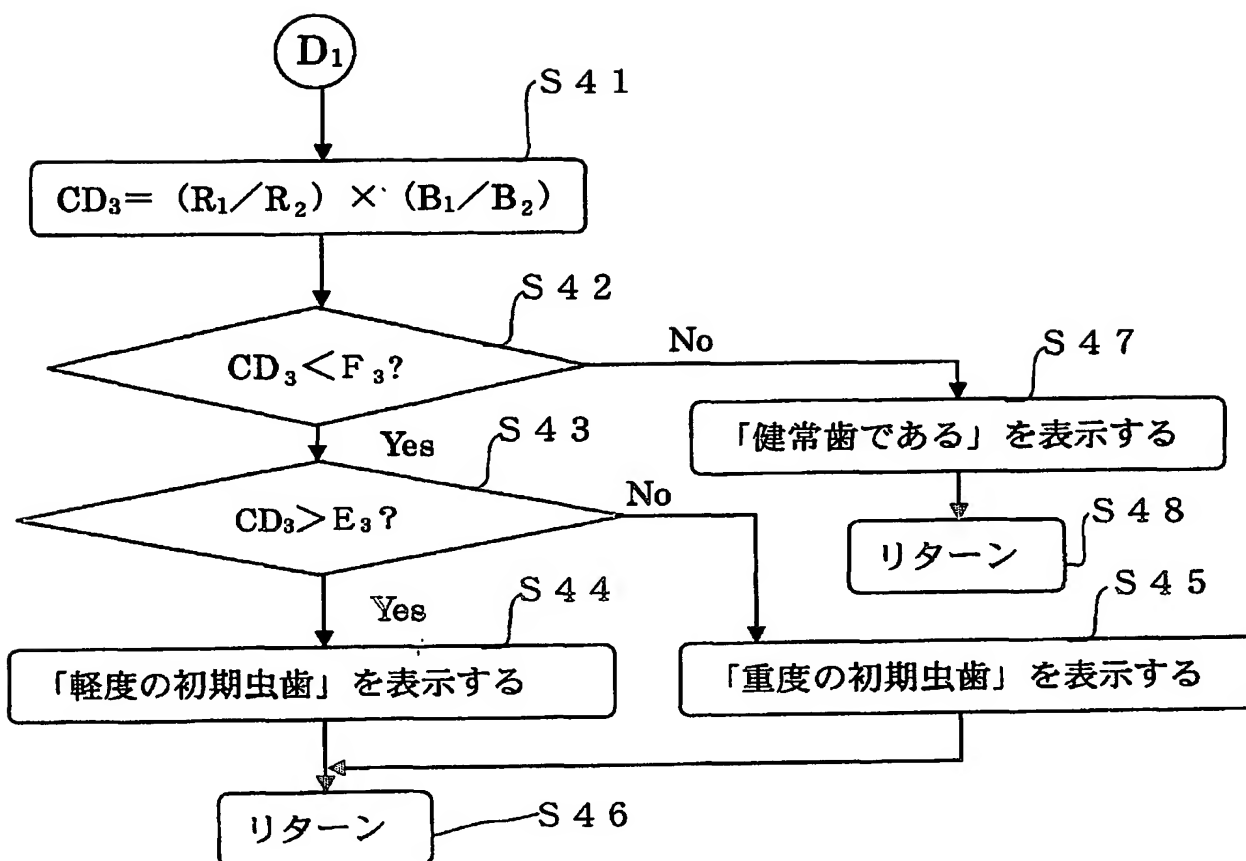 D₁
S41
CD₃=(R₁/R₂)×(B₁/B₂)
S42
CD₃<F₃?
No
S47
「健常歯である」を表示する
Yes
S43
CD₃>E₃?
No
S48
リターン
S45
Yes
S44
「軽度の初期虫歯」を表示する
「重度の初期虫歯」を表示する
リターン
S46